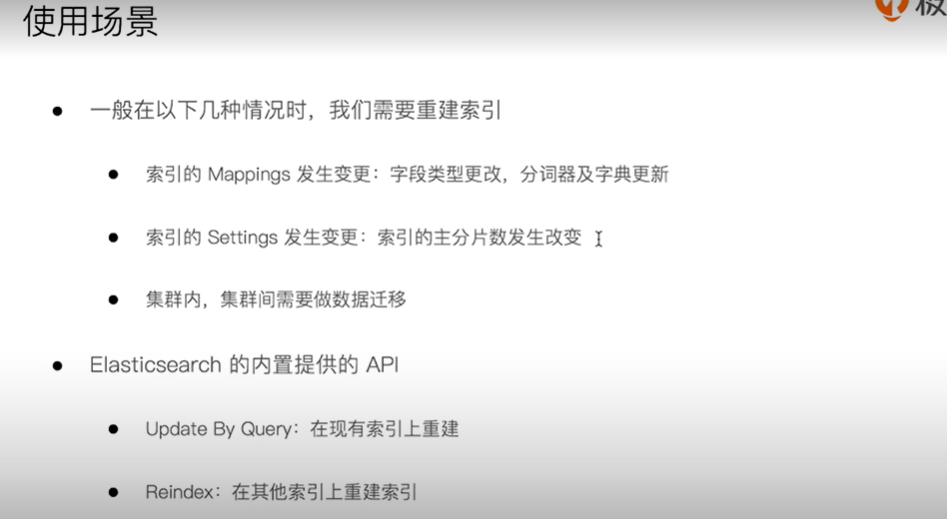 使用场景
一般在以下几种情况时，我们需要重建索引
索引的 Mappings 发生变更：字段类型更改，分词器及字典更新
索引的 Settings 发生变更：索引的主分片数发生改变
集群内，集群间需要做数据迁移
Elasticsearch 的内置提供的 API
Update By Query：在现有索引上重建
Reindex：在其他索引上重建索引